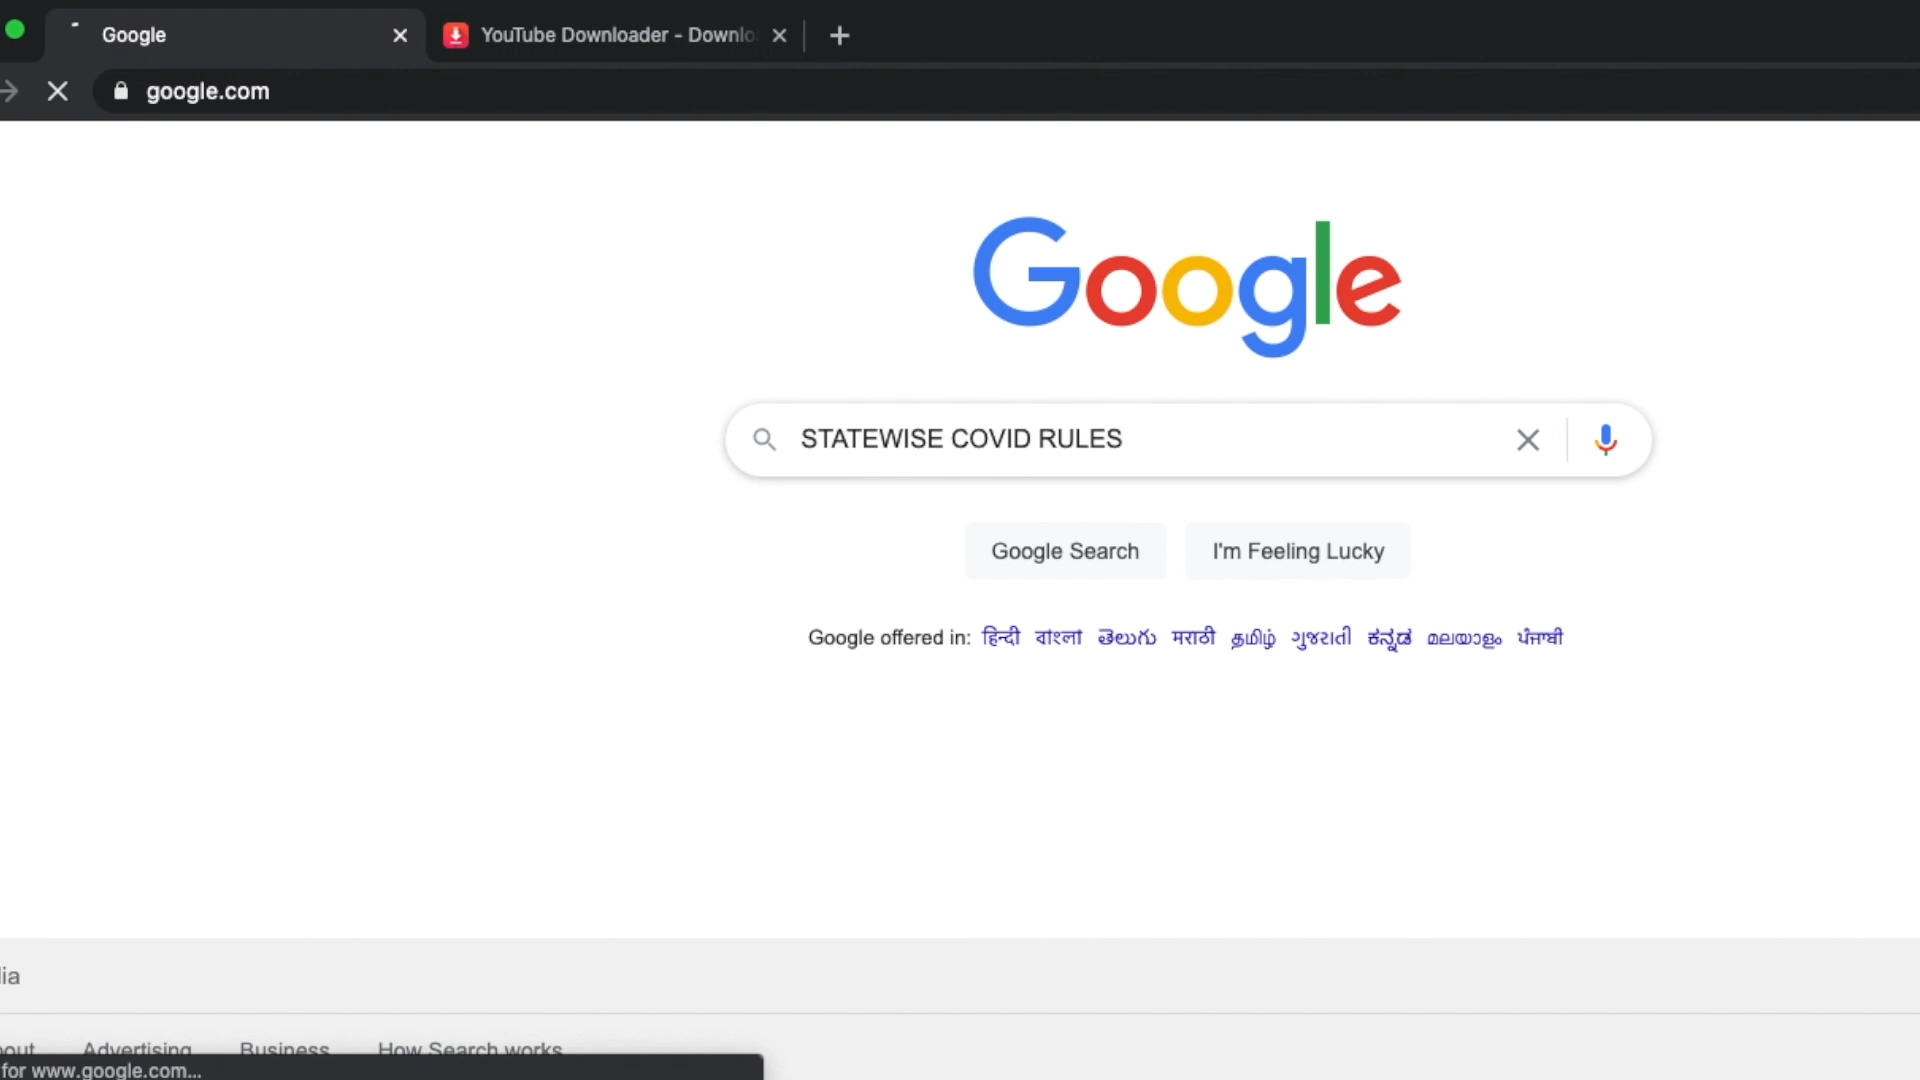 Google
YouTube Downloader - Downlo
google.com
Google
STATEWISE COVID RULES
Google Search
I'm Feeling Lucky
Google offered in: हिन्दी বাংলা తెలుగు मराठी தமிழ் ગુજરાતી ಕನ್ನಡ മലയാളം ਪੰਜਾਬੀ
ia
out Advertising Business How Search works
for www.google.com...